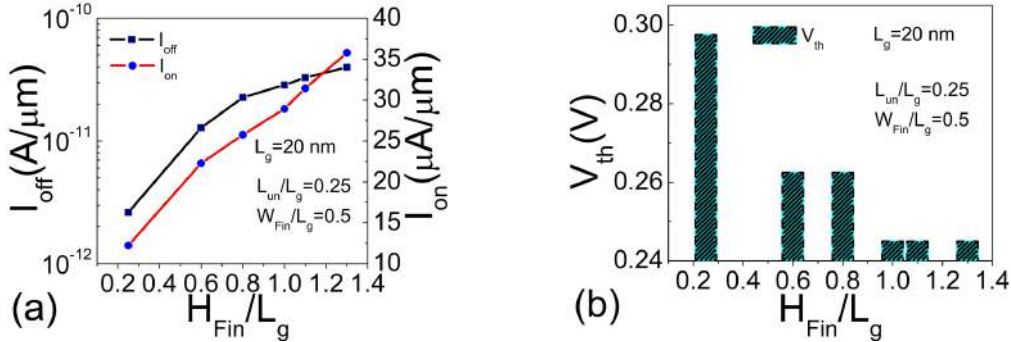 10⁻¹⁰
10⁻¹¹
10⁻¹²
I_off(A/μm)
I_off
I_on
L_g=20 nm
L_un/L_g=0.25
W_Fin/L_g=0.5
40
35
30
25
20
15
10
I_on(μA/μm)
0.2 0.4 0.6 0.8 1.0 1.2 1.4
H_Fin/L_g
(a)
0.30
0.28
0.26
0.24
V_th(V)
V_th
L_g=20 nm
L_un/L_g=0.25
W_Fin/L_g=0.5
0.2 0.4 0.6 0.8 1.0 1.2 1.4
H_Fin/L_g
(b)